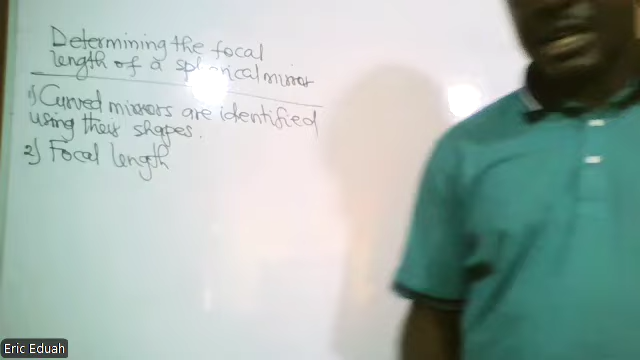 Determining the focal
length of a spherical mirror
1) Curved mirrors are identified
using their shapes.
2) Focal length
Eric Eduah